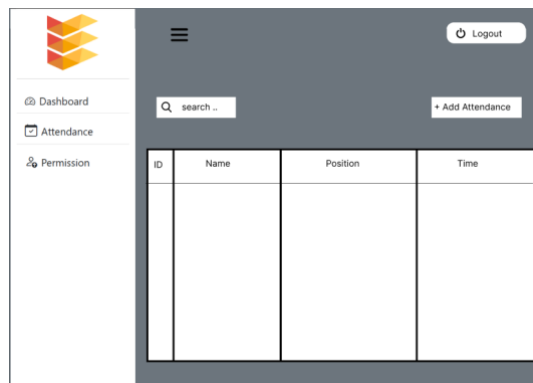 Logout
Dashboard
search ..
+ Add Attendance
Attendance
Permission
ID Name Position Time